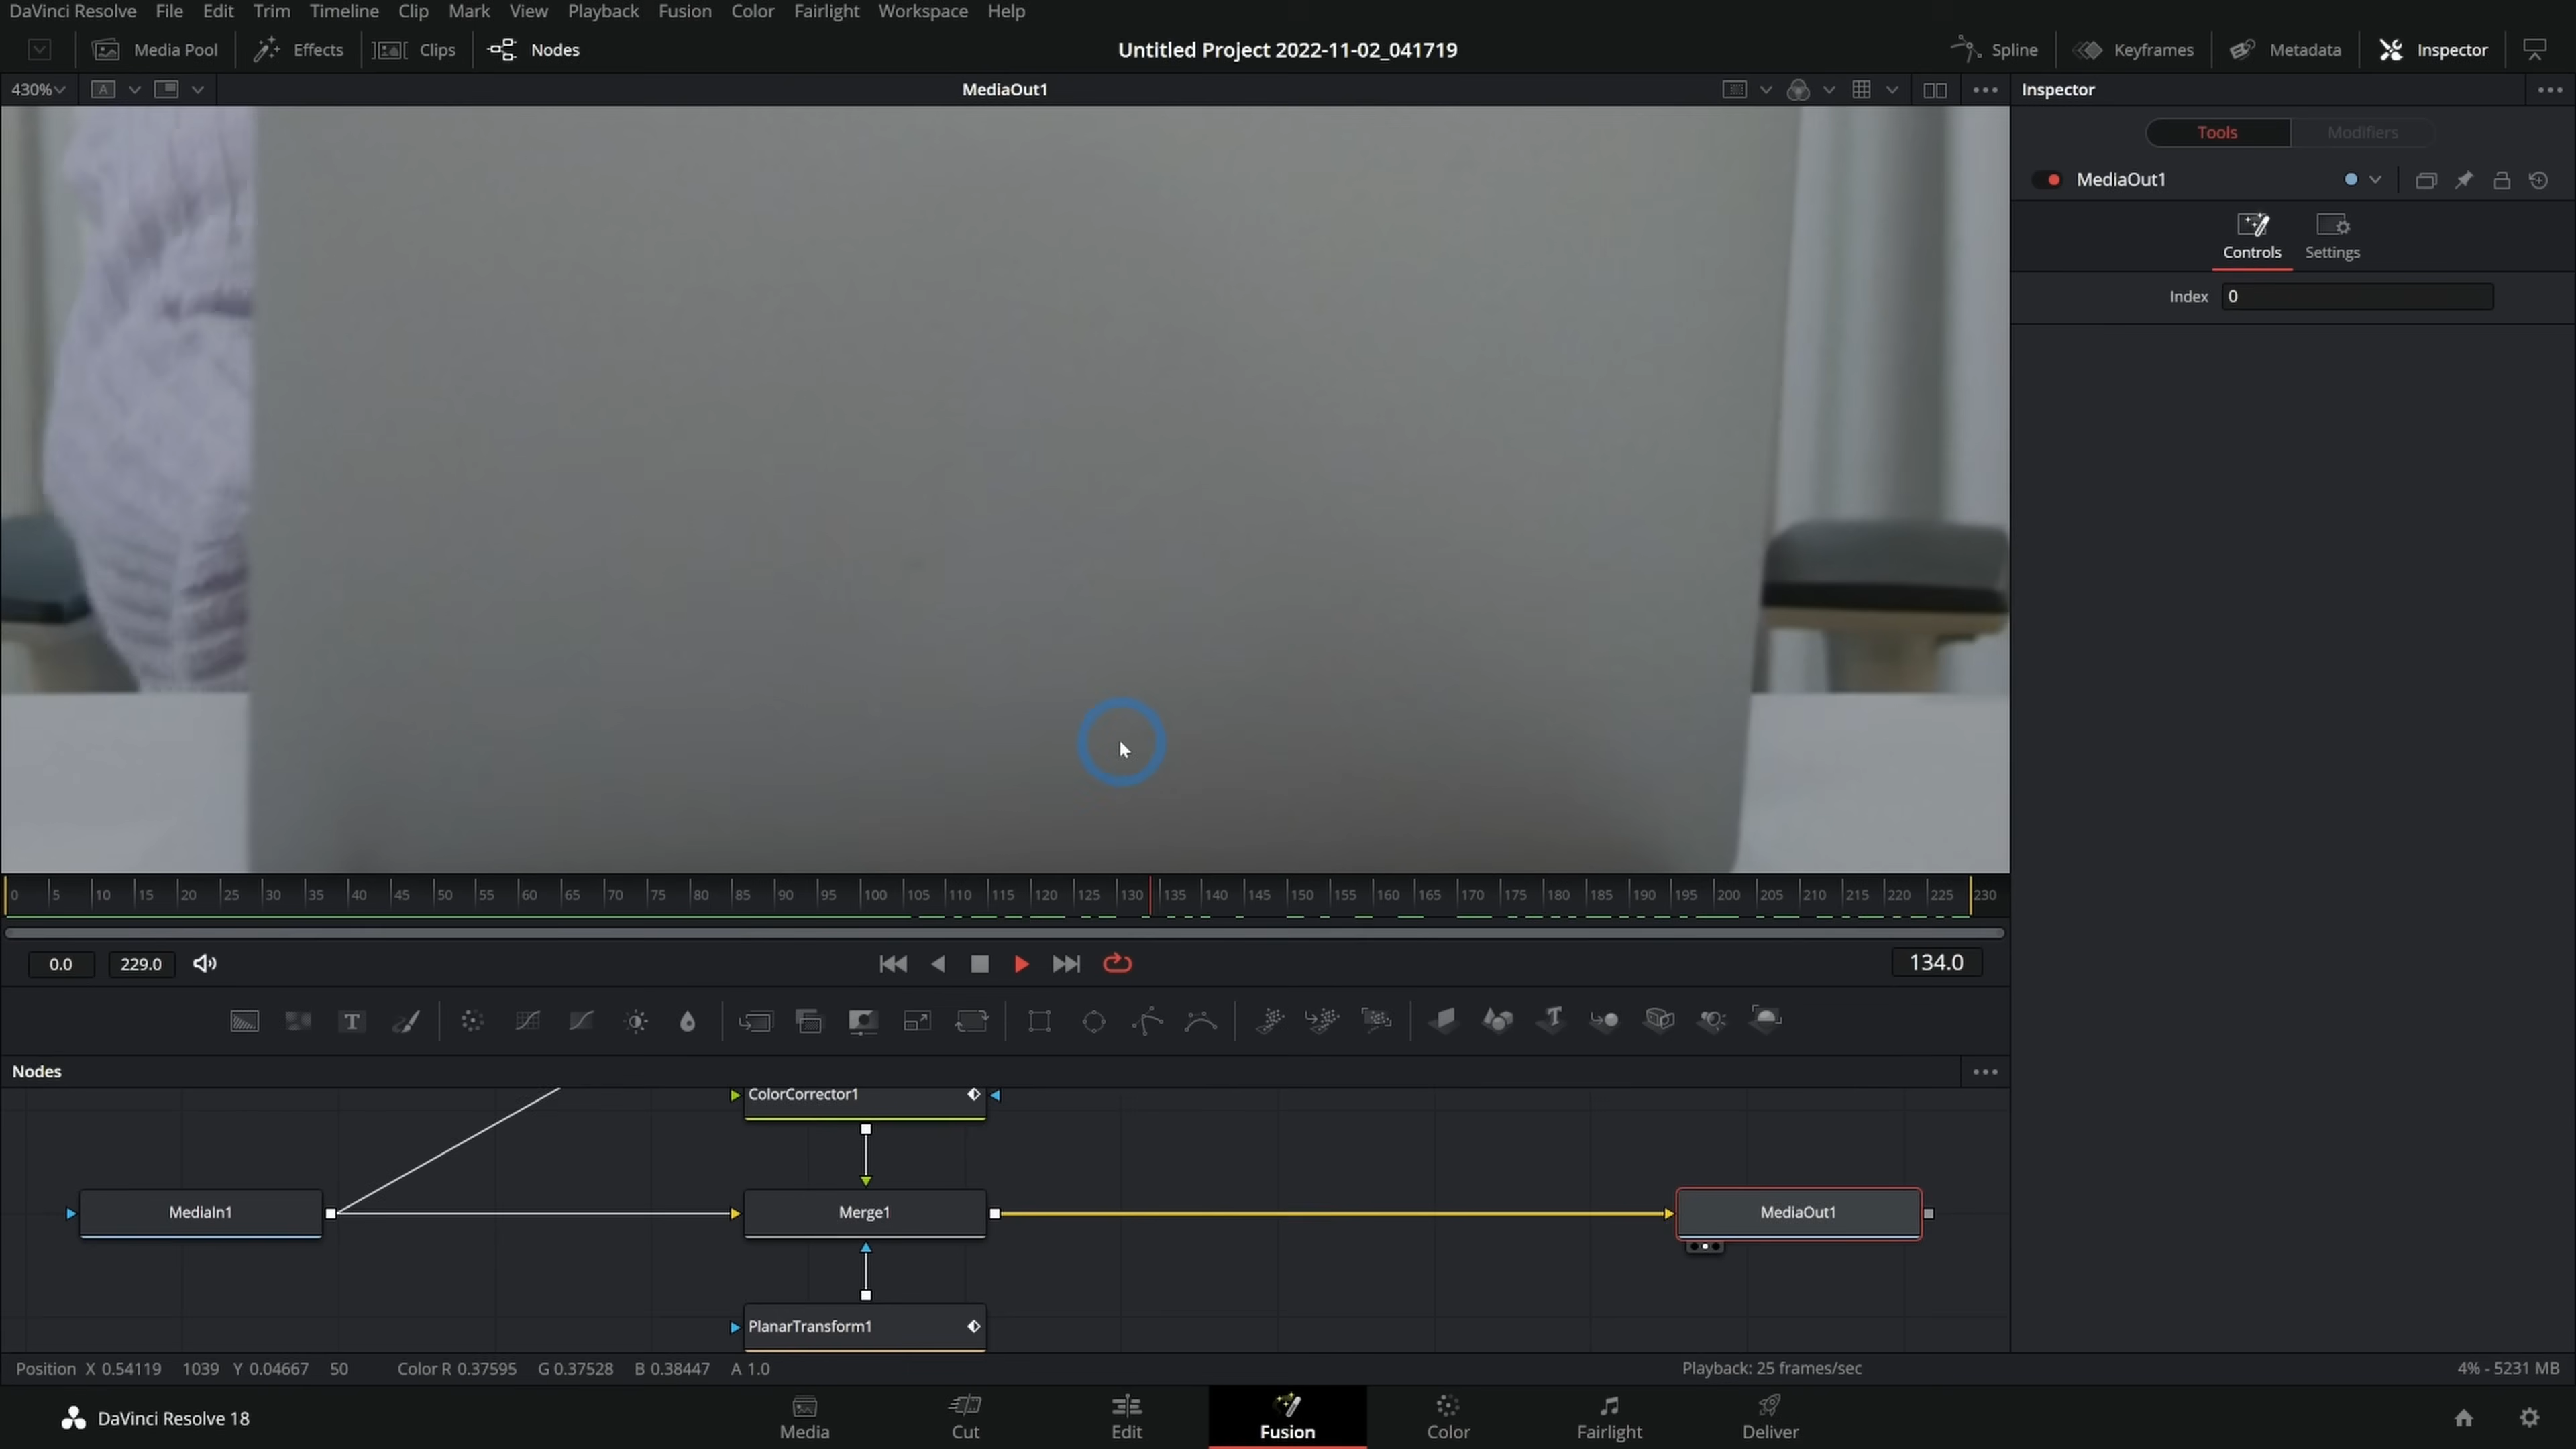 DaVinci Resolve File Edit Trim Timeline Clip Mark View Playback Fusion Color Fairlight Workspace Help
Media Pool Effects Clips Nodes Untitled Project 2022-11-02_041719 Spline Keyframes Metadata Inspector
430% A MediaOut1 Inspector
Tools Modifiers
MediaOut1
Controls Settings
Index 0
0 5 10 15 20 25 30 35 40 45 50 55 60 65 70 75 80 85 90 95 100 105 110 115 120 125 130 135 140 145 150 155 160 165 170 175 180 185 190 195 200 205 210 215 220 225 230
0.0 229.0 134.0
T T
Nodes
ColorCorrector1
MediaIn1 Merge1 MediaOut1
PlanarTransform1
Position X 0.54119 1039 Y 0.04667 50 Color R 0.37595 G 0.37528 B 0.38447 A 1.0 Playback: 25 frames/sec 4% - 5231 MB
DaVinci Resolve 18 Media Cut Edit Fusion Color Fairlight Deliver